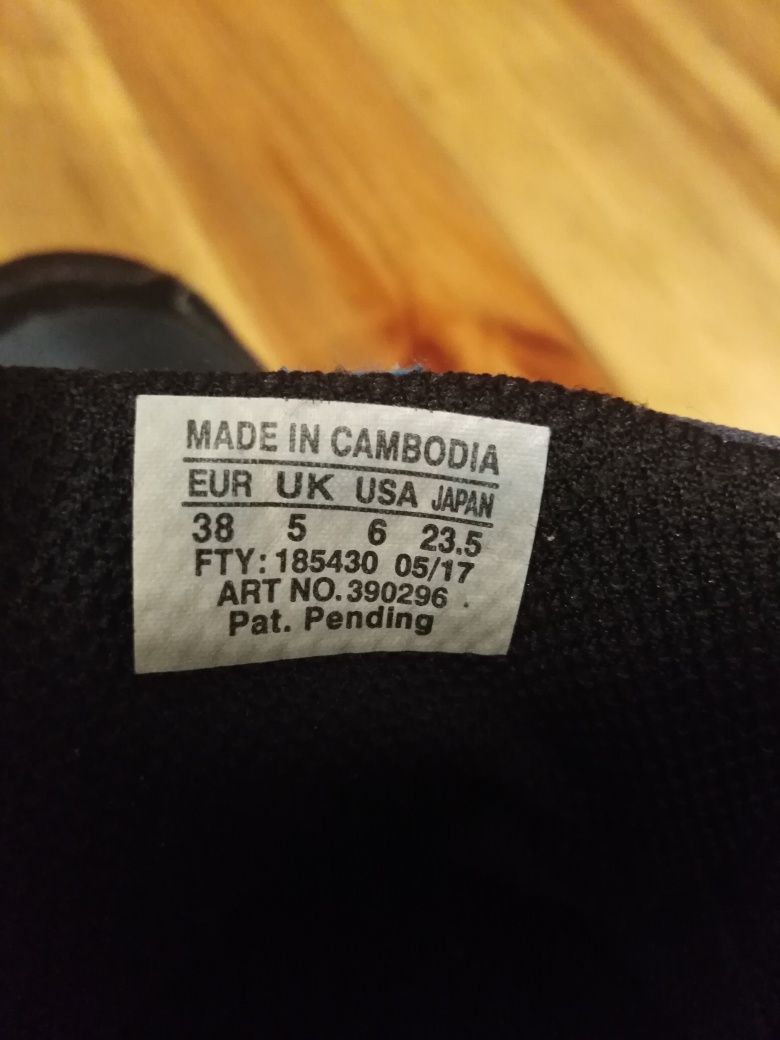 MADE IN CAMBODIA
EUR UK USA JAPAN
38 5 6 23.5
FTY: 185430 05/17
ART NO. 390296
Pat. Pending